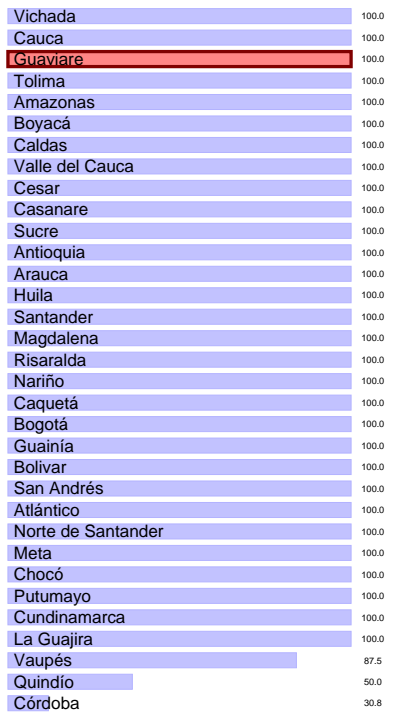 Vichada 100.0
Cauca 100.0
Guaviare 100.0
Tolima 100.0
Amazonas 100.0
Boyacá 100.0
Caldas 100.0
Valle del Cauca 100.0
Cesar 100.0
Casanare 100.0
Sucre 100.0
Antioquia 100.0
Arauca 100.0
Huila 100.0
Santander 100.0
Magdalena 100.0
Risaralda 100.0
Nariño 100.0
Caquetá 100.0
Bogotá 100.0
Guainía 100.0
Bolivar 100.0
San Andrés 100.0
Atlántico 100.0
Norte de Santander 100.0
Meta 100.0
Chocó 100.0
Putumayo 100.0
Cundinamarca 100.0
La Guajira 100.0
Vaupés 87.5
Quindío 50.0
Córdoba 30.8